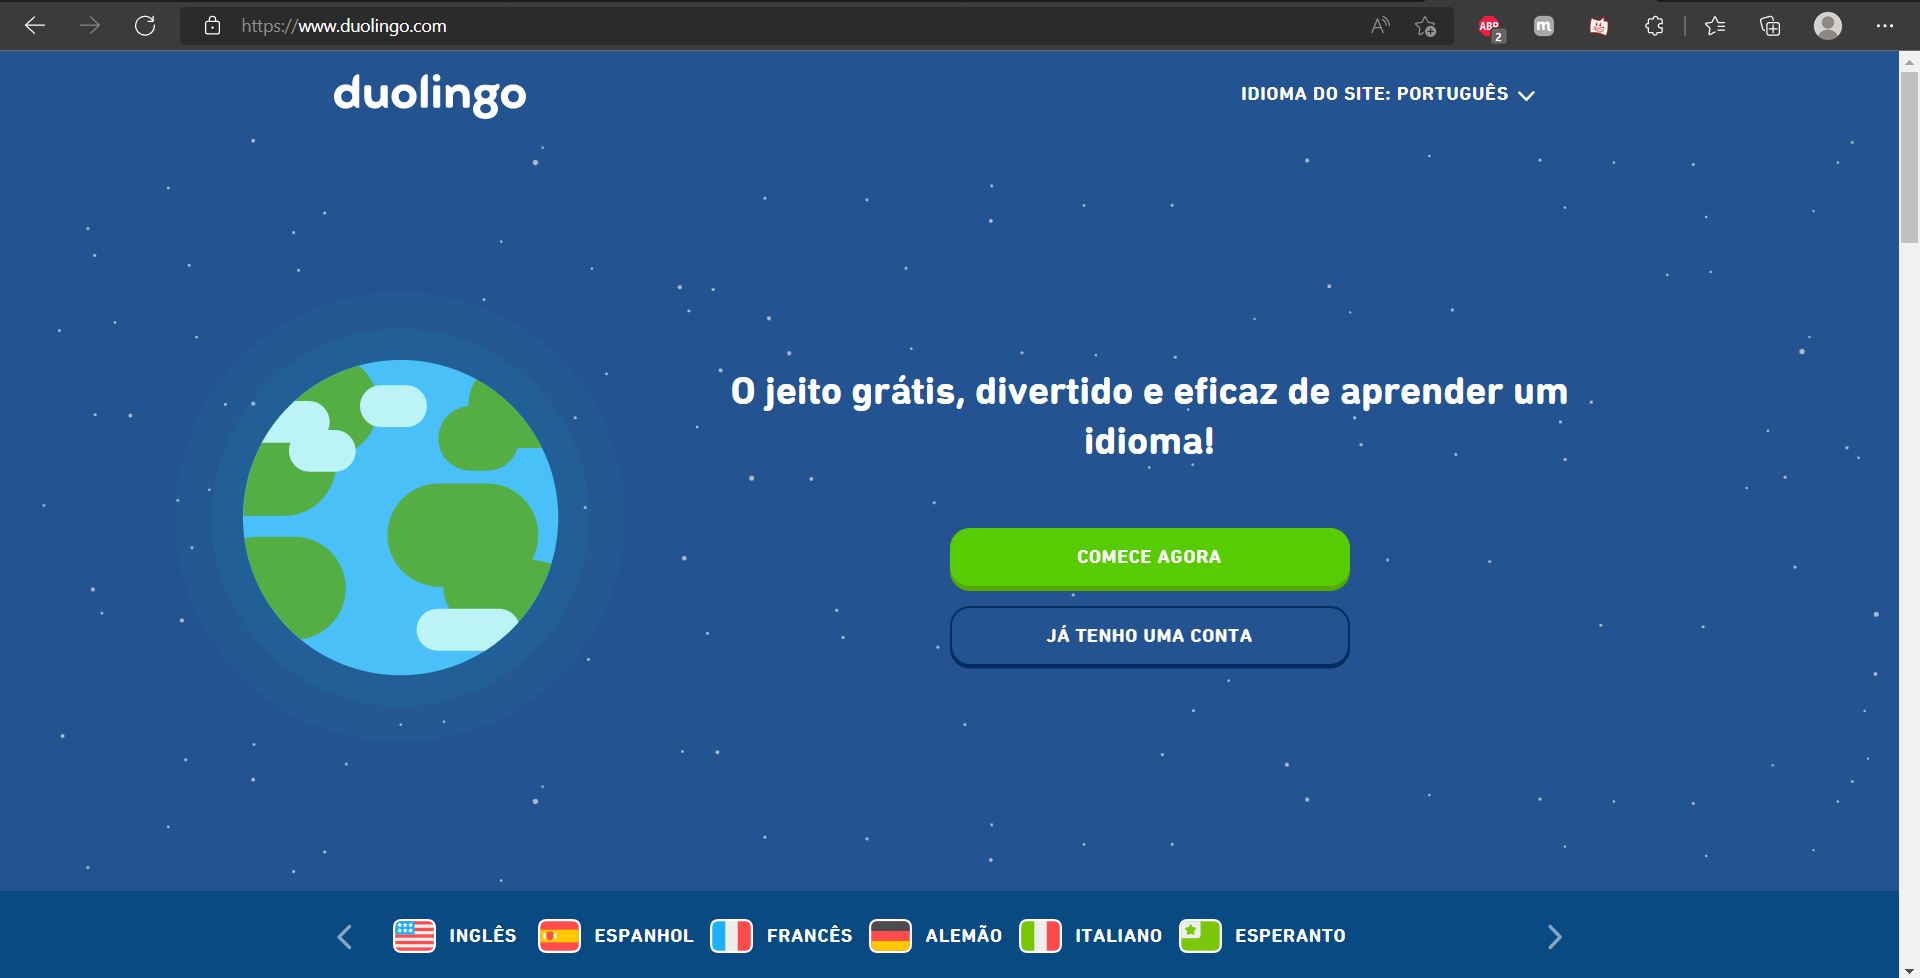 https://www.duolingo.com
ABP
2
m
duolingo
IDIOMA DO SITE: PORTUGUÊS
O jeito grátis, divertido e eficaz de aprender um
idioma!
COMECE AGORA
JÁ TENHO UMA CONTA
INGLÊS ESPANHOL FRANCÊS ALEMÃO ITALIANO ESPERANTO